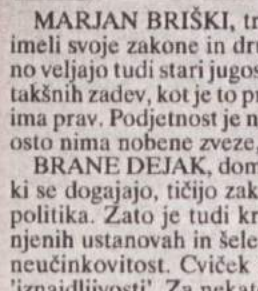 MARJAN BRIŠKI, tr
imeli svoje zakone in dru
no veljajo tudi stari jugos
takšnih zadev, kot je to pr
ima prav. Podjetnost je n
osto nima nobene zveze,
BRANE DEJAK, dom
ki se dogajajo, tičijo zak
politika. Zato je tudi kr
njenih ustanovah in šele
neučinkovitost. Cviček
'iznajdljivosti'. Za nekat